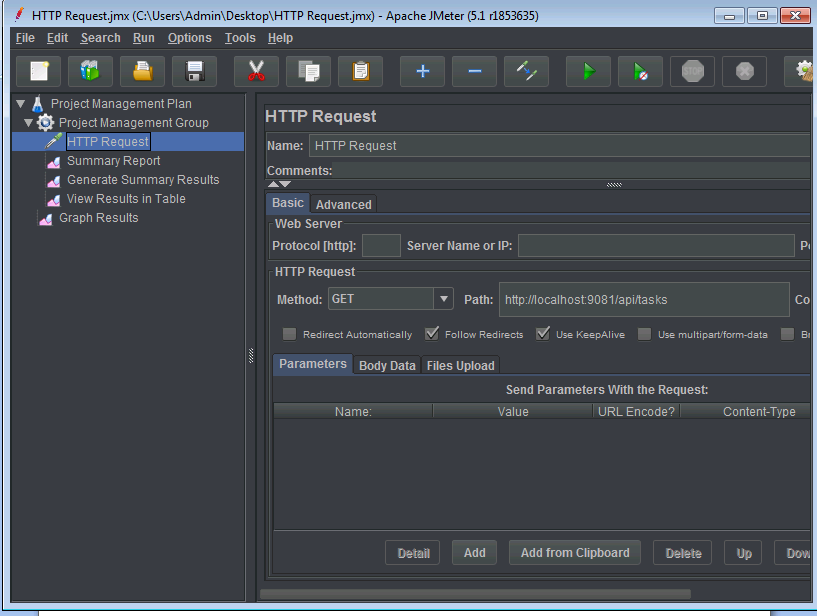 HTTP Request.jmx (C:\Users\Admin\Desktop\HTTP Request.jmx) - Apache JMeter (5.1 r1853635)
File Edit Search Run Options Tools Help
STOP
Project Management Plan
Project Management Group
HTTP Request
Summary Report
Generate Summary Results
View Results in Table
Graph Results
HTTP Request
Name: HTTP Request
Comments:
Basic Advanced
Web Server
Protocol [http]: Server Name or IP:
HTTP Request
Method: GET Path: http://localhost:9081/api/tasks Co
Redirect Automatically Follow Redirects Use KeepAlive Use multipart/form-data
Parameters Body Data Files Upload
Send Parameters With the Request:
Name: Value URL Encode? Content-Type
Detail Add Add from Clipboard Delete Up Dow